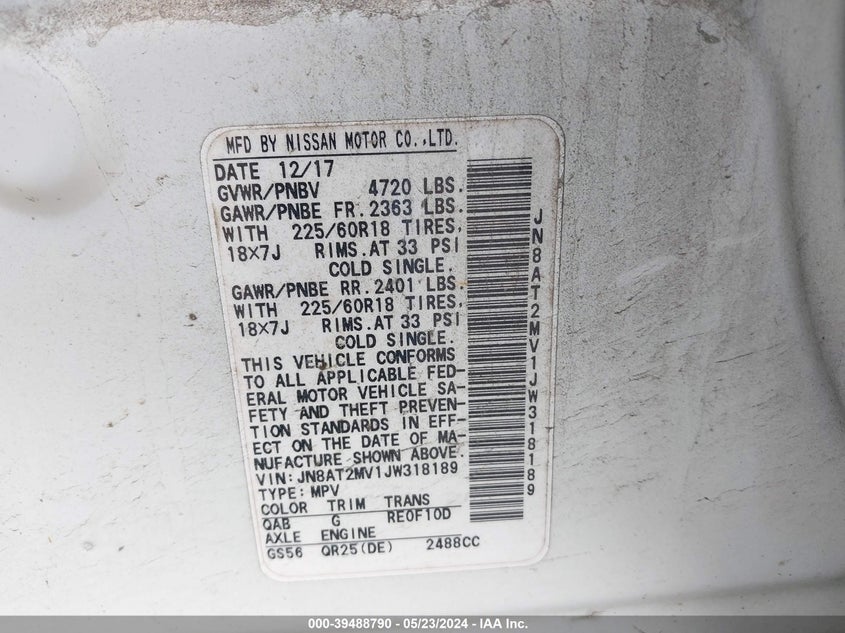 MFD BY NISSAN MOTOR CO.,LTD.
DATE 12/17
GVWR/PNBV 4720 LBS.
GAWR/PNBE FR. 2363 LBS.
WITH 225/60R18 TIRES,
18X7J RIMS.AT 33 PSI
COLD SINGLE.
GAWR/PNBE RR. 2401 LBS.
WITH 225/60R18 TIRES,
18X7J RIMS.AT 33 PSI
COLD SINGLE.
THIS VEHICLE CONFORMS
TO ALL APPLICABLE FED-
ERAL MOTOR VEHICLE SA-
FETY AND THEFT PREVEN-
TION STANDARDS IN EFF-
ECT ON THE DATE OF MA-
NUFACTURE SHOWN ABOVE.
VIN: JN8AT2MV1JW318189
TYPE: MPV
COLOR TRIM TRANS
QAB G RE0F10D
AXLE ENGINE
GS56 QR25(DE) 2488CC
JN8AT2MV1JW318189
000-39488790 - 05/23/2024 - IAA Inc.